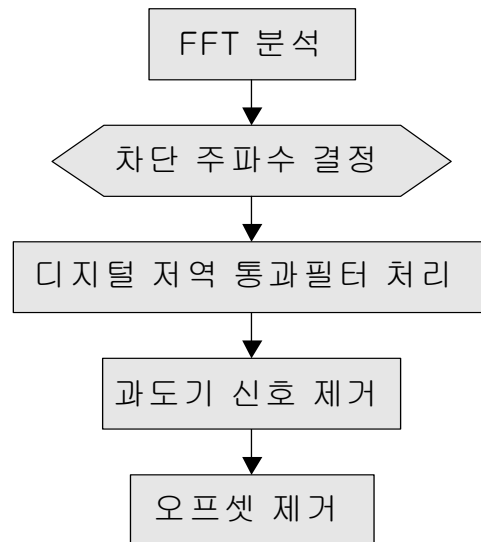 FFT 분석
차단 주파수 결정
디지털 저역 통과필터 처리
과도기 신호 제거
오프셋 제거